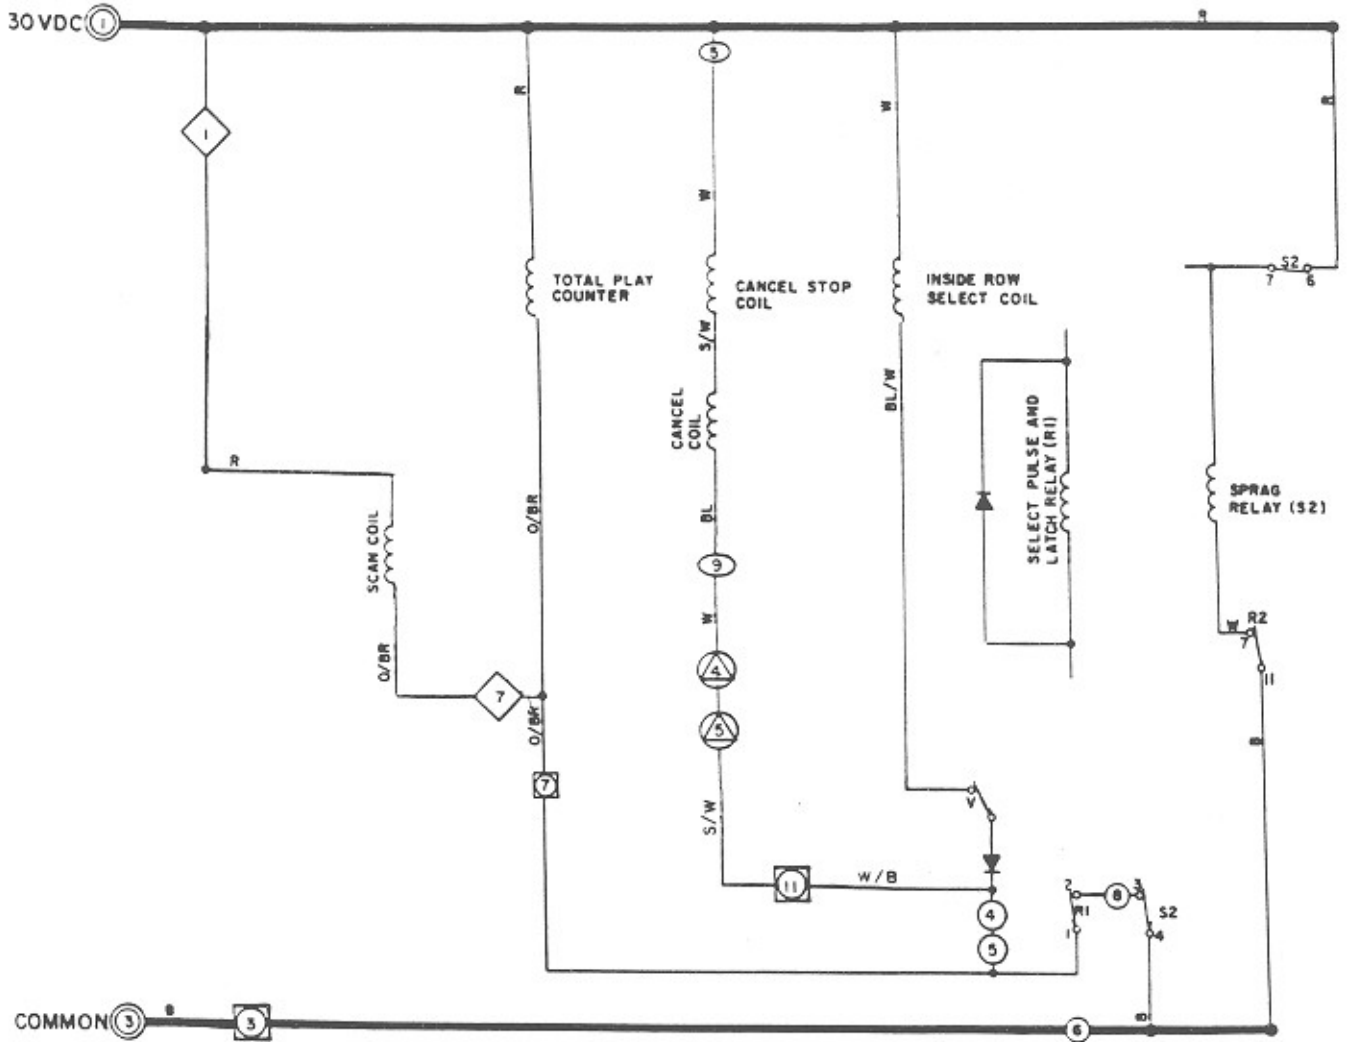 30 VDC 1
R
5
R
W
R
1
W
S2
7 6
TOTAL PLAY
COUNTER
CANCEL STOP
COIL
INSIDE ROW
SELECT COIL
S/W
BL/W
CANCEL
COIL
SELECT PULSE AND
LATCH RELAY (R1)
R
O/BR
BL
SPRAG
RELAY (S2)
SCAN COIL
9
W
W
R2
7
11
O/BR
4
7
O/BR
5
B
7
V
S/W
11
W/B
2
8
3
4
R1
S2
1
4
5
B
COMMON 3
B
3
6